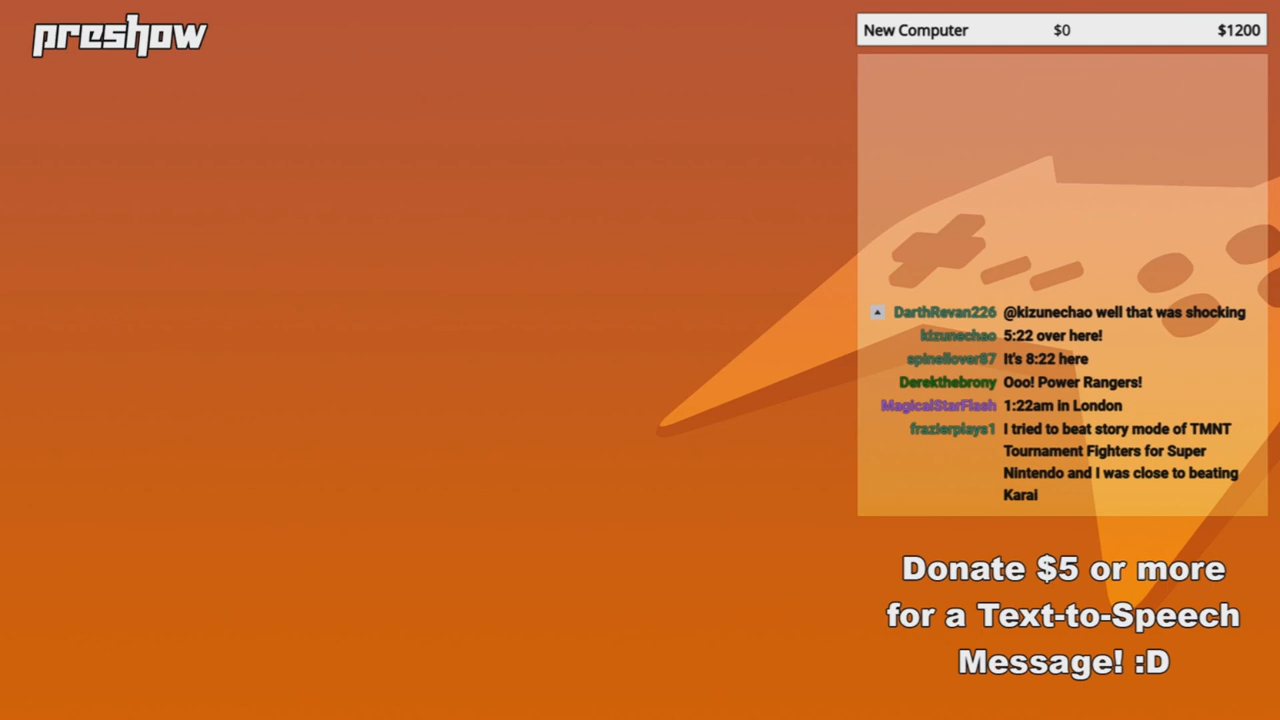 preshow
New Computer $0 $1200
DarthRevan226 @kizunechao well that was shocking
kizunechao 5:22 over here!
spinellover87 It's 8:22 here
Derekthebrony Ooo! Power Rangers!
MagicalStarFlash 1:22am in London
frazierplays1 I tried to beat story mode of TMNT
Tournament Fighters for Super
Nintendo and I was close to beating
Karai
Donate $5 or more
for a Text-to-Speech
Message! :D